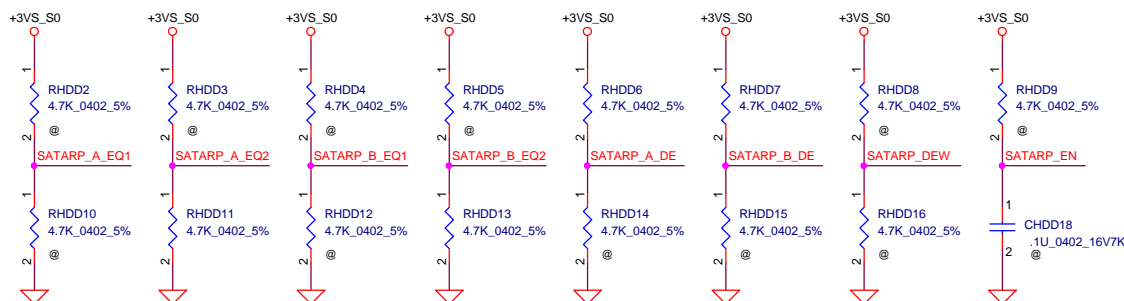 +3VS_S0
1
RHDD2
4.7K_0402_5%
@
2
SATARP_A_EQ1
1
RHDD10
4.7K_0402_5%
@
2
+3VS_S0
1
RHDD3
4.7K_0402_5%
@
2
SATARP_A_EQ2
1
RHDD11
4.7K_0402_5%
2
+3VS_S0
1
RHDD4
4.7K_0402_5%
@
2
SATARP_B_EQ1
1
RHDD12
4.7K_0402_5%
@
2
+3VS_S0
1
RHDD5
4.7K_0402_5%
@
2
SATARP_B_EQ2
1
RHDD13
4.7K_0402_5%
2
+3VS_S0
1
RHDD6
4.7K_0402_5%
@
2
SATARP_A_DE
1
RHDD14
4.7K_0402_5%
@
2
+3VS_S0
1
RHDD7
4.7K_0402_5%
2
SATARP_B_DE
1
RHDD15
4.7K_0402_5%
@
2
+3VS_S0
1
RHDD8
4.7K_0402_5%
@
2
SATARP_DEW
1
RHDD16
4.7K_0402_5%
@
2
+3VS_S0
1
RHDD9
4.7K_0402_5%
@
2
SATARP_EN
1
CHDD18
.1U_0402_16V7K
2
@